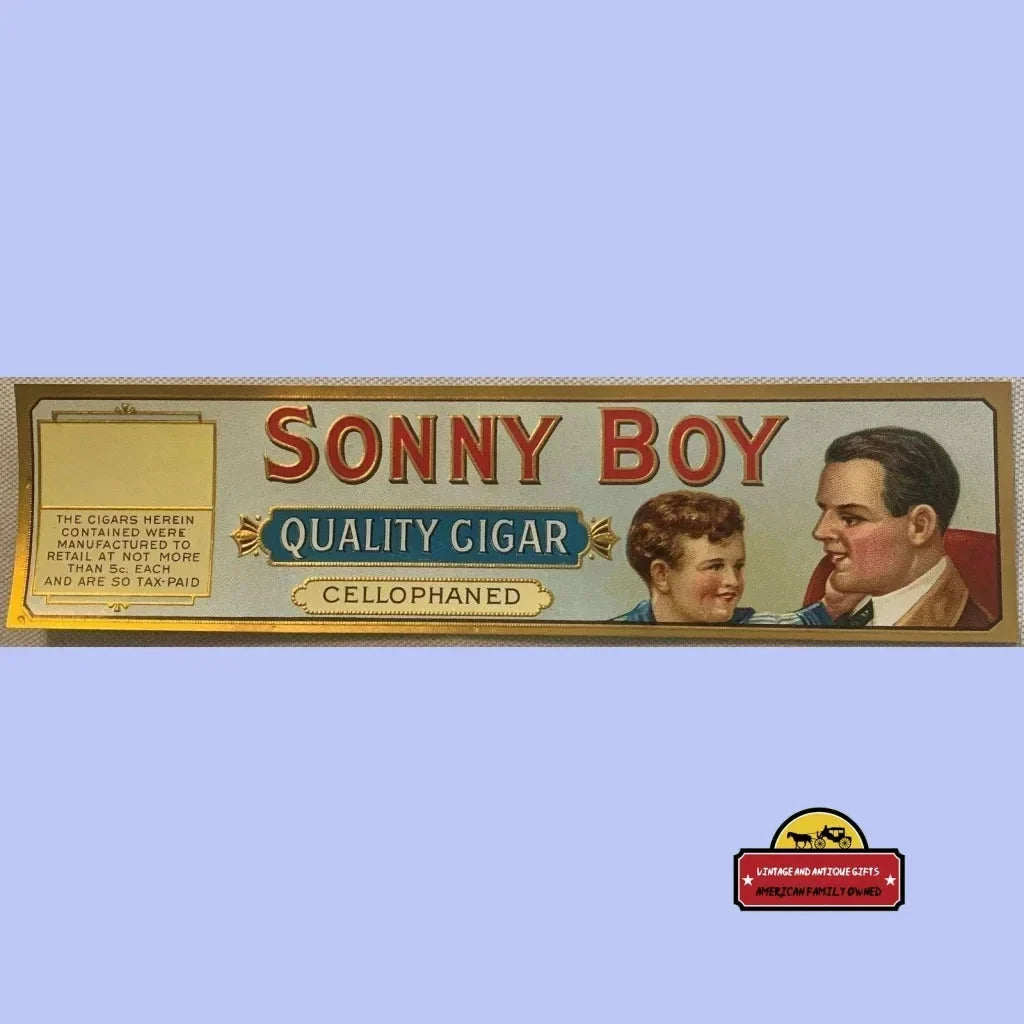 SONNY BOY
QUALITY CIGAR
CELLOPHANED
THE CIGARS HEREIN
CONTAINED WERE
MANUFACTURED TO
RETAIL AT NOT MORE
THAN 5c. EACH
AND ARE SO TAX-PAID
VINTAGE AND ANTIQUE GIFTS
AMERICAN FAMILY OWNED